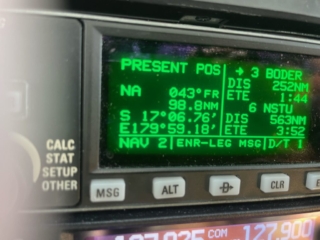 PRESENT POS → 3 BODER
DIS 252NM
NA 043°FR ETE 1:44
98.8NM 6 NSTU
S 17°06.76' DIS 563NM
E179°59.18' ETE 3:52
NAV 2 ENR-LEG MSG D/T 1
CALC
STAT
SETUP
OTHER
MSG ALT D CLR
COM 127.900